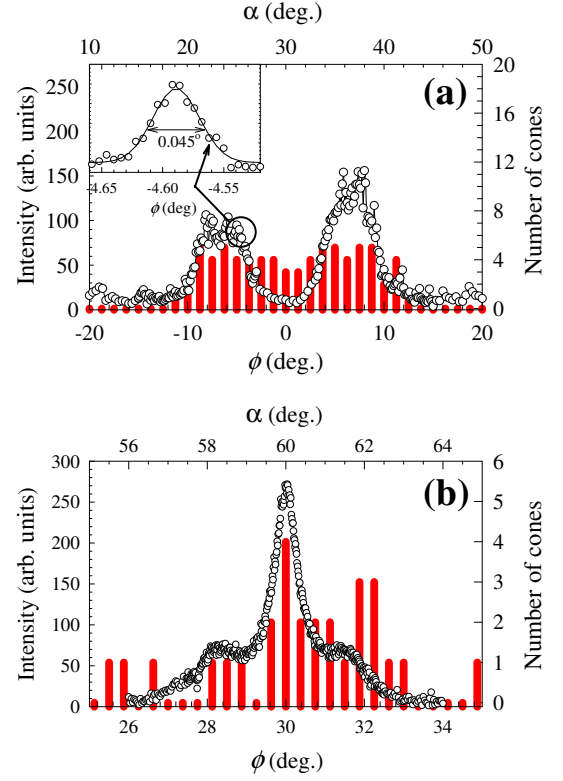 α (deg.)
10 20 30 40 50
(a)
Intensity (arb. units)
250
200
150
100
50
0
Number of cones
20
16
12
8
4
0
0.045°
-4.65 -4.60 -4.55
ϕ (deg)
-20 -10 0 10 20
ϕ (deg.)
α (deg.)
56 58 60 62 64
(b)
Intensity (arb. units)
300
250
200
150
100
50
0
Number of cones
6
5
4
3
2
1
0
26 28 30 32 34
ϕ (deg.)